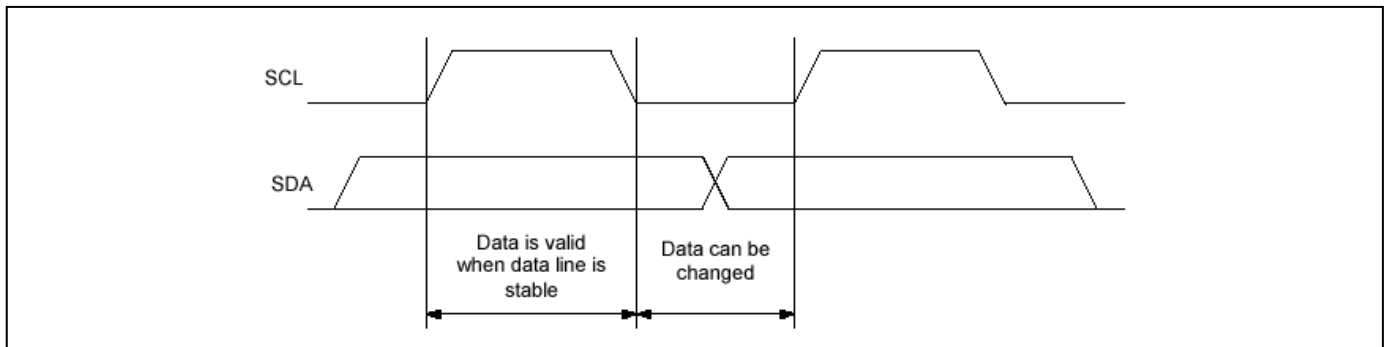 SCL
SDA
Data is valid
when data line is
stable
Data can be
changed